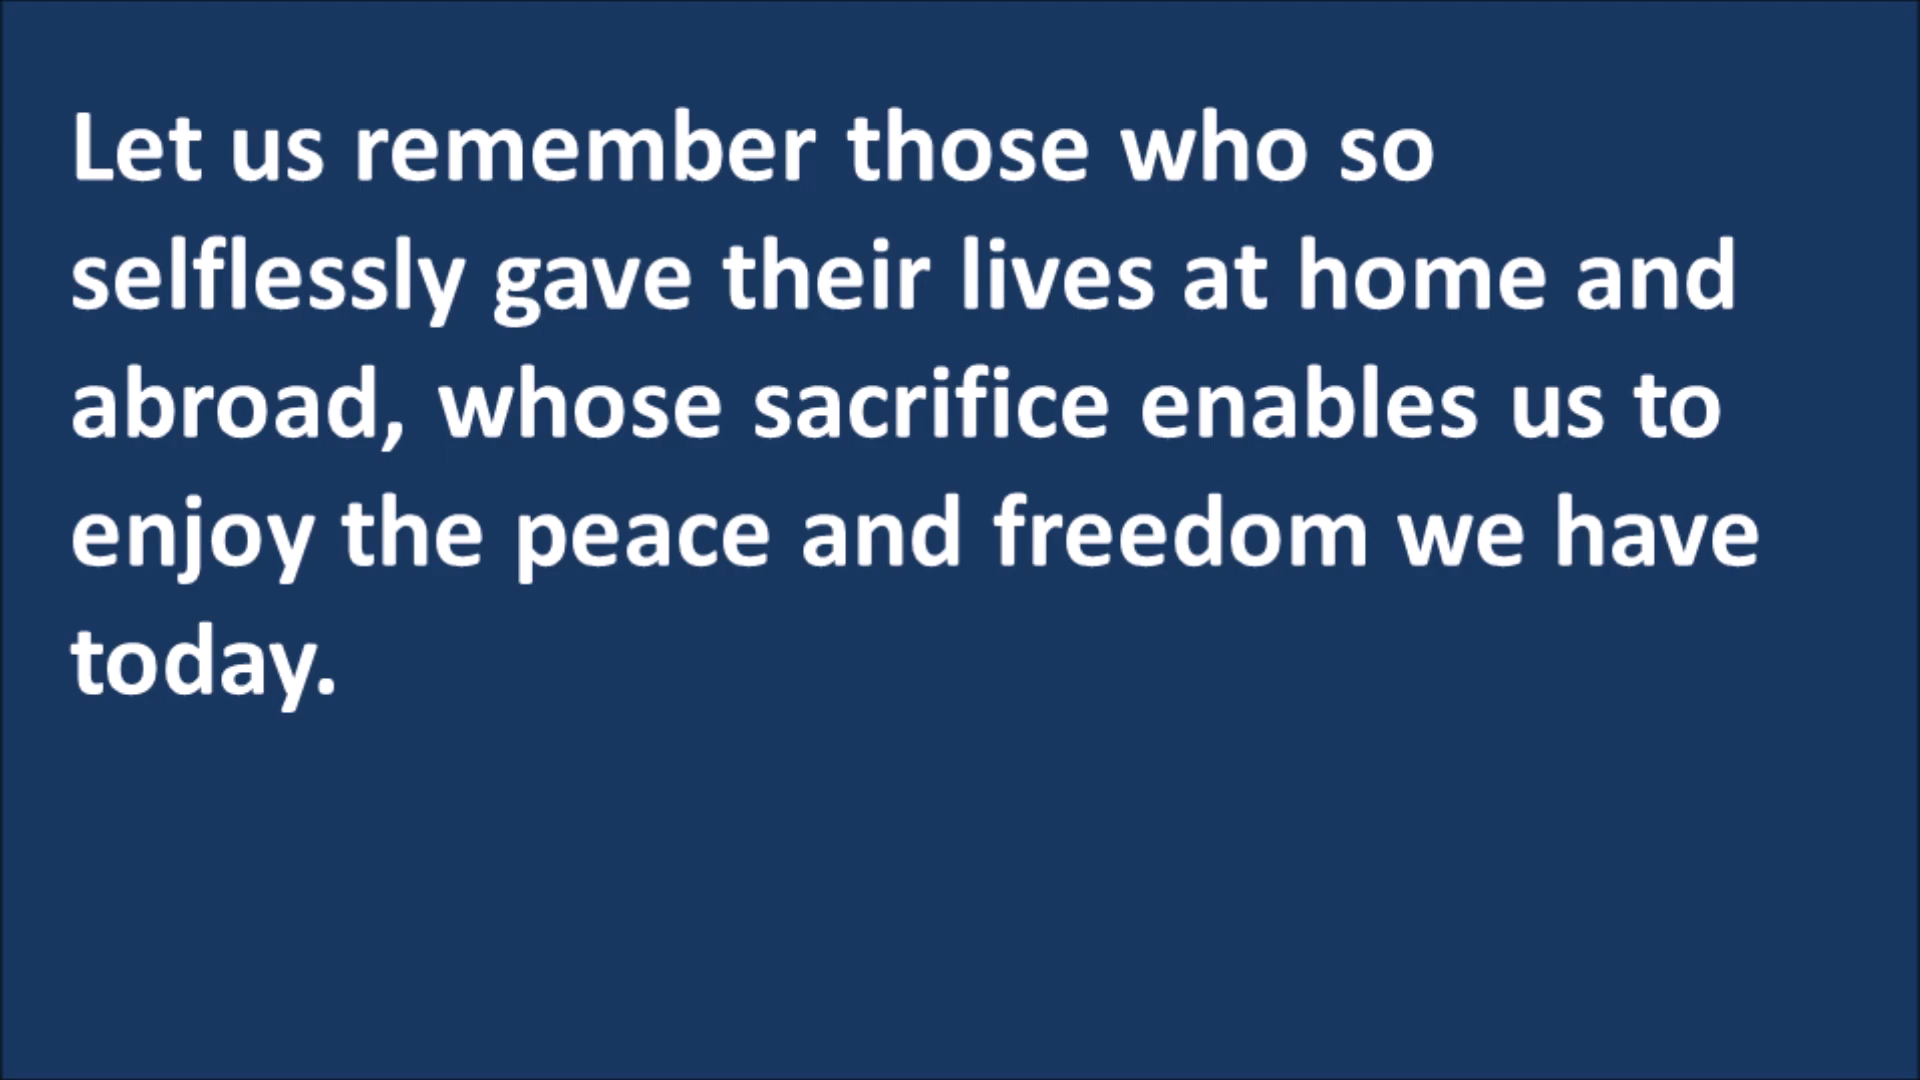 Let us remember those who so
selflessly gave their lives at home and
abroad, whose sacrifice enables us to
enjoy the peace and freedom we have
today.